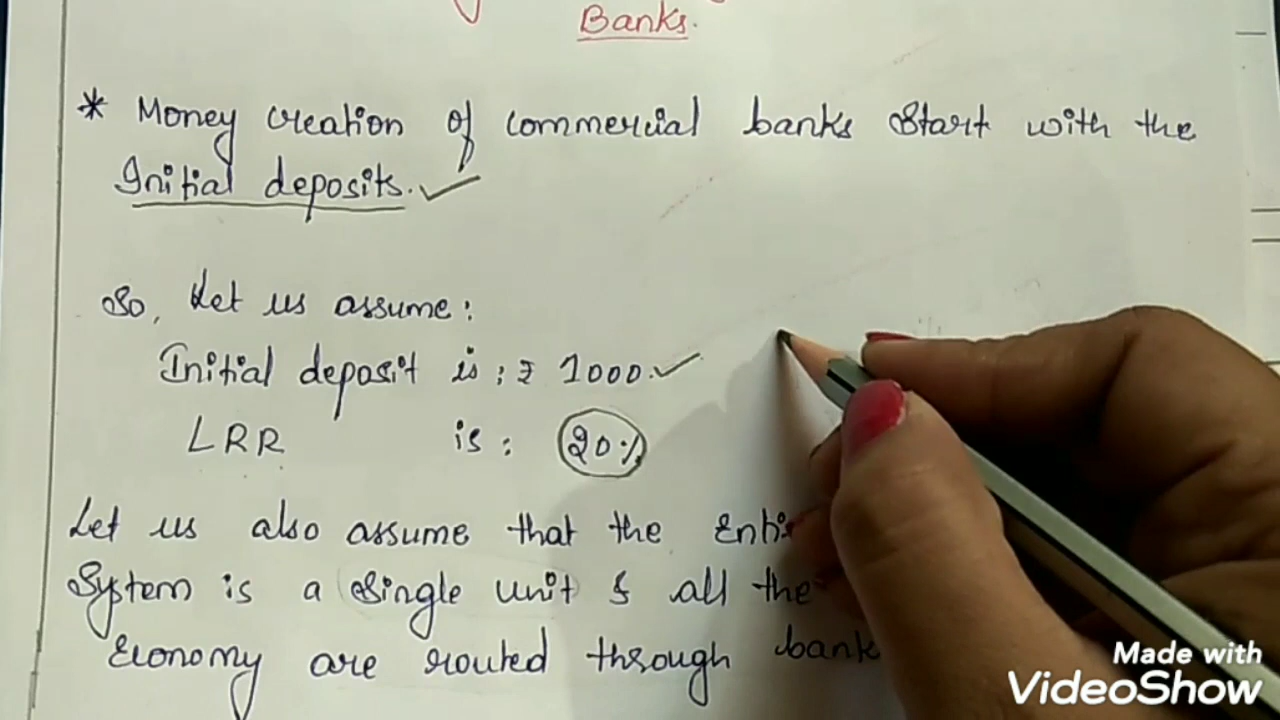 Banks.
* Money creation of commercial banks start with the
Initial deposits.
So, Let us assume:
Initial deposit is: ₹ 1000.
LRR is: 20%
Let us also assume that the
System is a single unit & all the
Economy are routed through bank
Made with
VideoShow